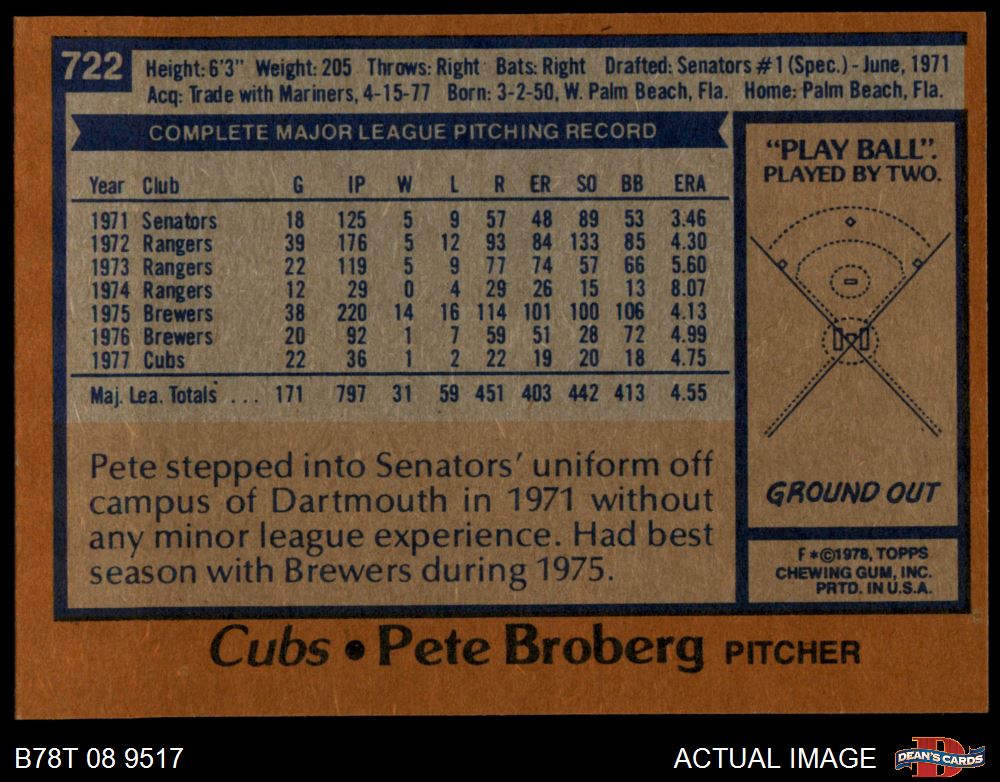 722
Height: 6'3" Weight: 205 Throws: Right Bats: Right Drafted: Senators #1 (Spec.) - June, 1971
Acq: Trade with Mariners, 4-15-77 Born: 3-2-50, W. Palm Beach, Fla. Home: Palm Beach, Fla.
COMPLETE MAJOR LEAGUE PITCHING RECORD
Year Club G IP W L R ER SO BB ERA
1971 Senators 18 125 5 9 57 48 89 53 3.46
1972 Rangers 39 176 5 12 93 84 133 85 4.30
1973 Rangers 22 119 5 9 77 74 57 66 5.60
1974 Rangers 12 29 0 4 29 26 15 13 8.07
1975 Brewers 38 220 14 16 114 101 100 106 4.13
1976 Brewers 20 92 1 7 59 51 28 72 4.99
1977 Cubs 22 36 1 2 22 19 20 18 4.75
Maj. Lea. Totals ... 171 797 31 59 451 403 442 413 4.55
Pete stepped into Senators' uniform off
campus of Dartmouth in 1971 without
any minor league experience. Had best
season with Brewers during 1975.
"PLAY BALL".
PLAYED BY TWO.
GROUND OUT
F *©1978, TOPPS
CHEWING GUM, INC.
PRTD. IN U.S.A.
Cubs • Pete Broberg PITCHER
B78T 08 9517
ACTUAL IMAGE
D
DEAN'S CARDS